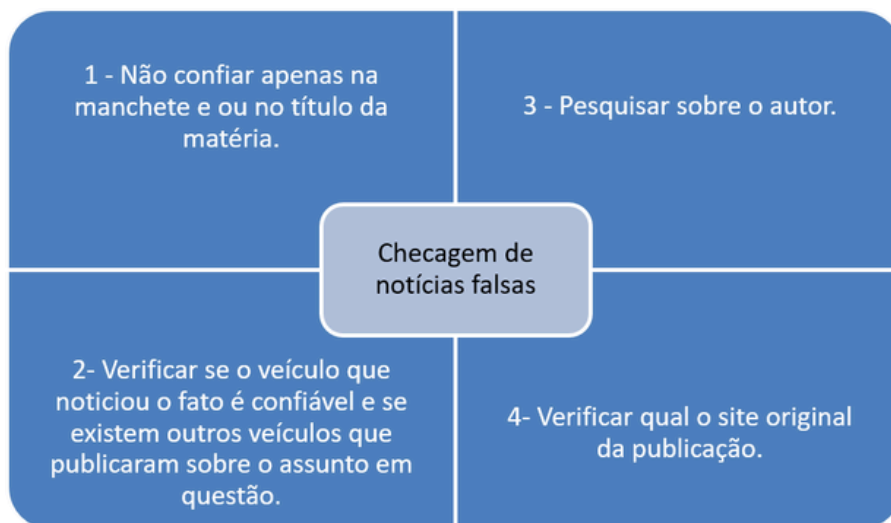 1 - Não confiar apenas na
manchete e ou no título da
matéria.
3 - Pesquisar sobre o autor.
Checagem de
notícias falsas
2- Verificar se o veículo que
noticiou o fato é confiável e se
existem outros veículos que
publicaram sobre o assunto em
questão.
4- Verificar qual o site original
da publicação.